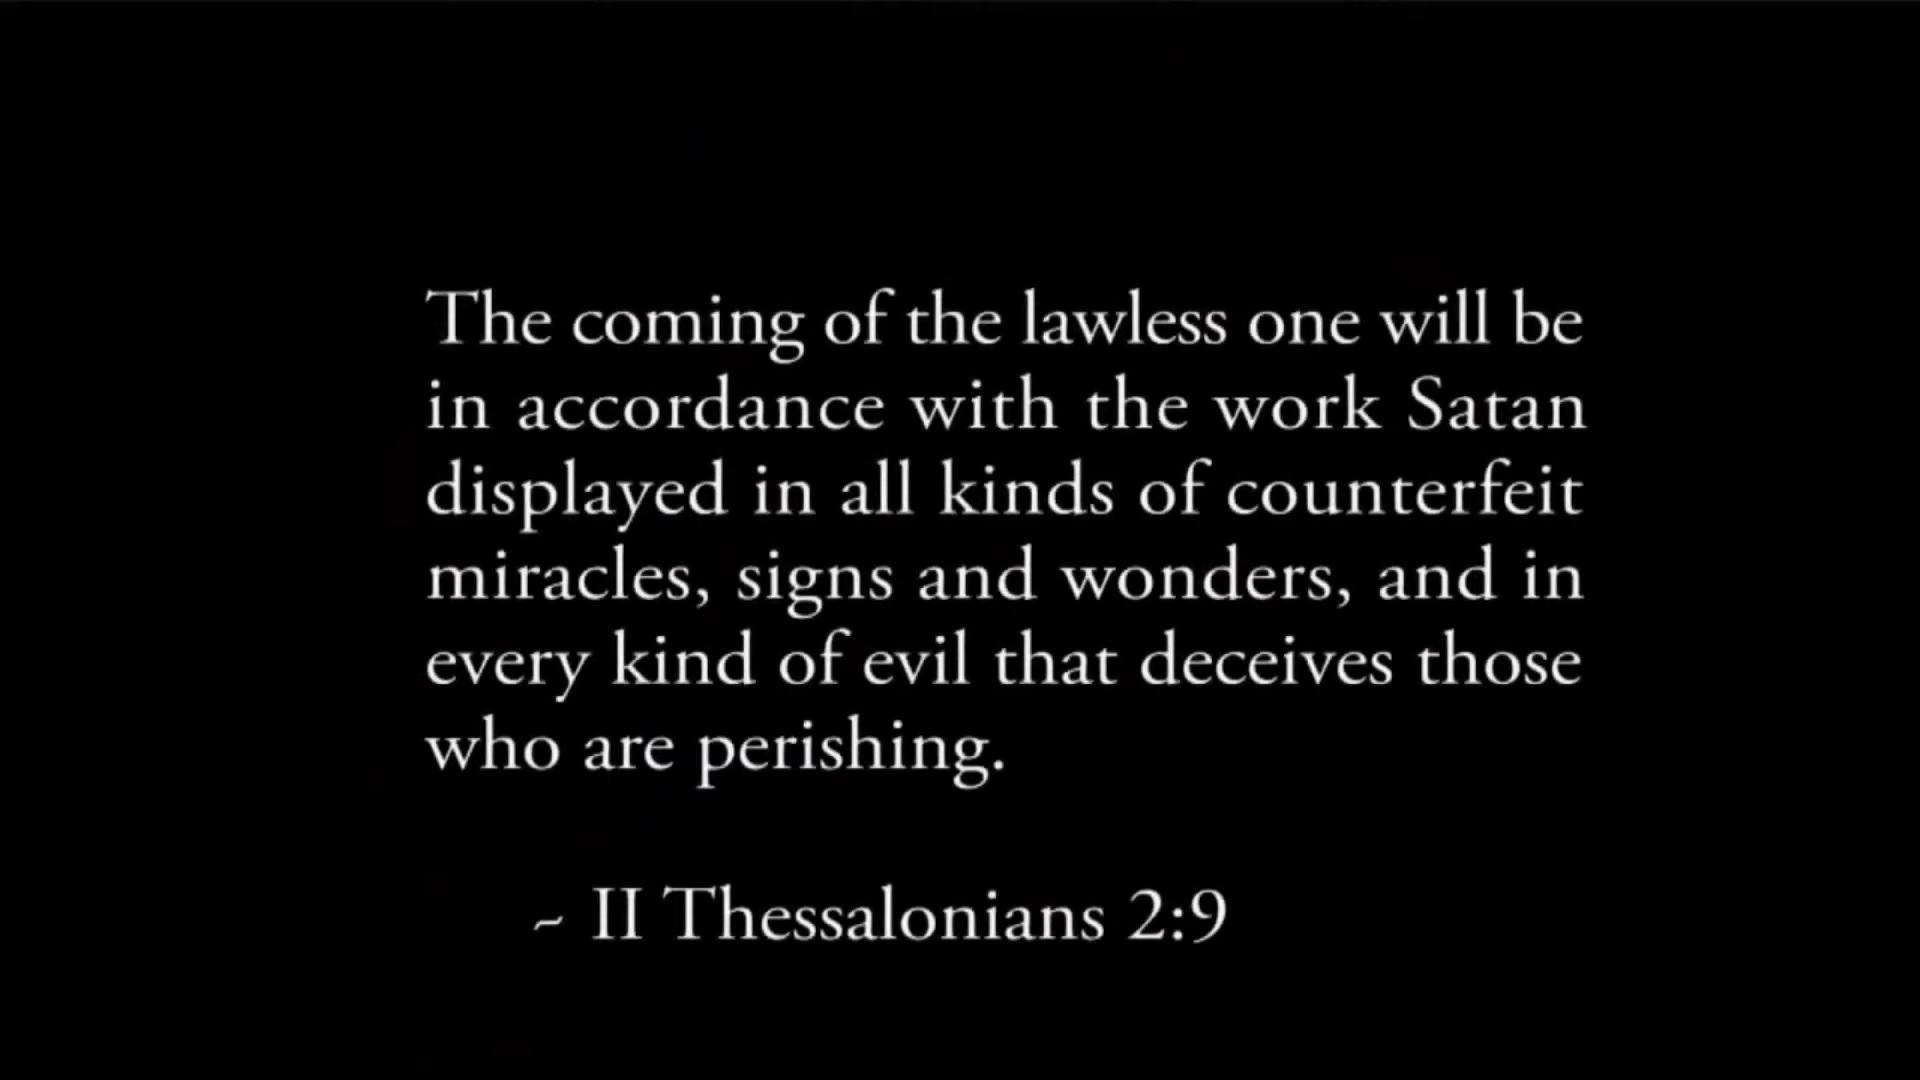 The coming of the lawless one will be
in accordance with the work Satan
displayed in all kinds of counterfeit
miracles, signs and wonders, and in
every kind of evil that deceives those
who are perishing.
~ II Thessalonians 2:9